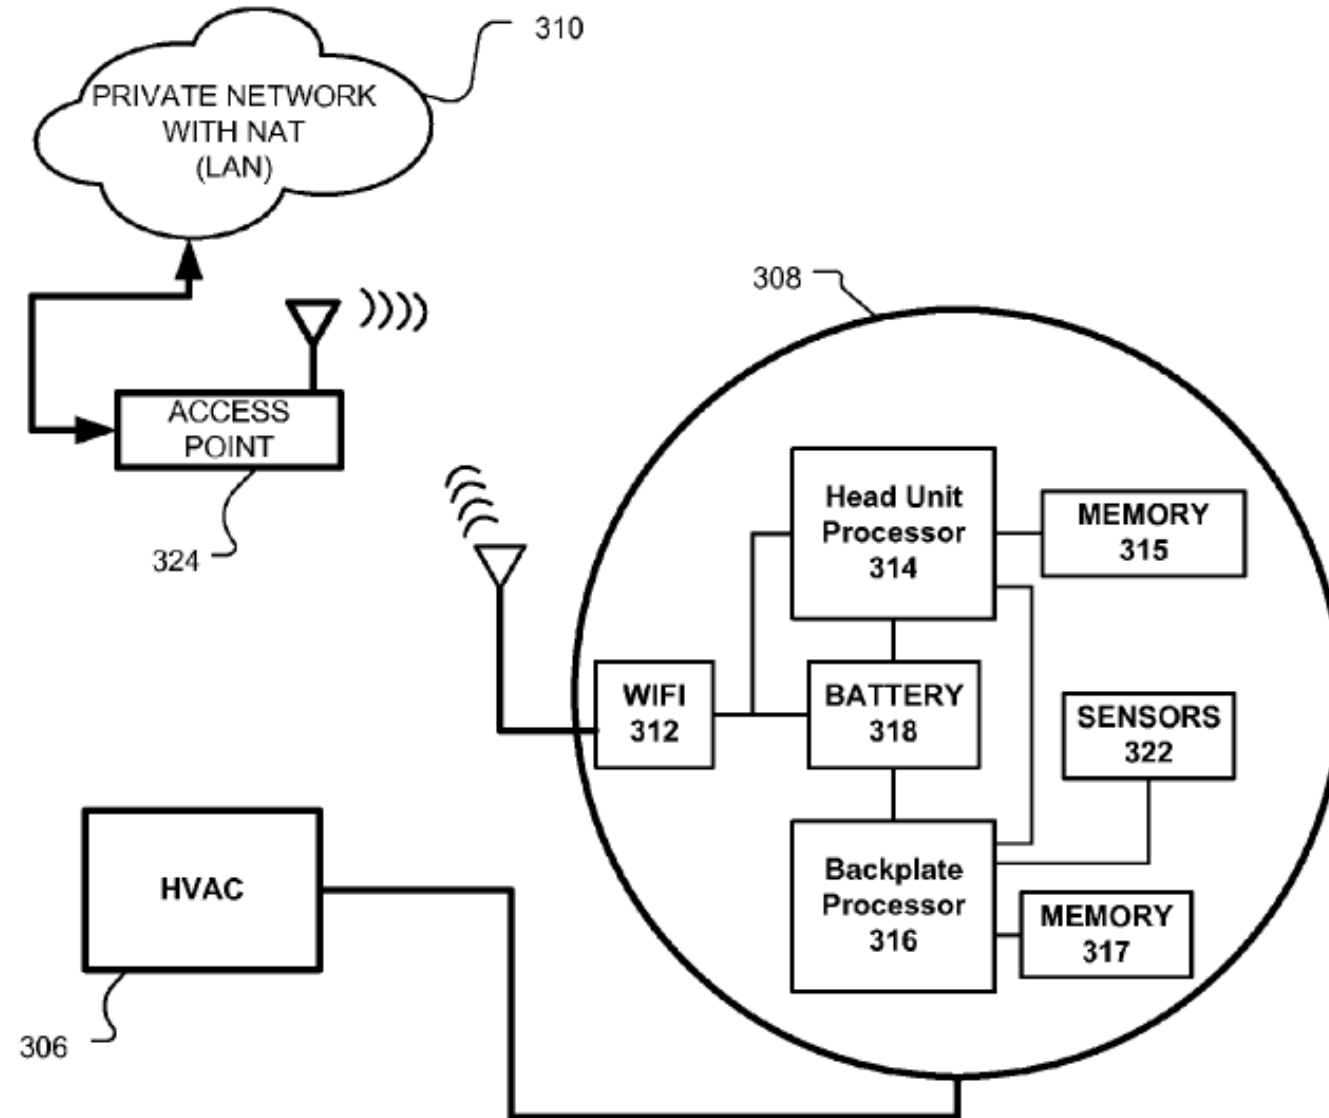 310
PRIVATE NETWORK
WITH NAT
(LAN)
308
ACCESS
POINT
324
Head Unit
Processor
314
MEMORY
315
WIFI
312
BATTERY
318
SENSORS
322
HVAC
Backplate
Processor
316
MEMORY
317
306